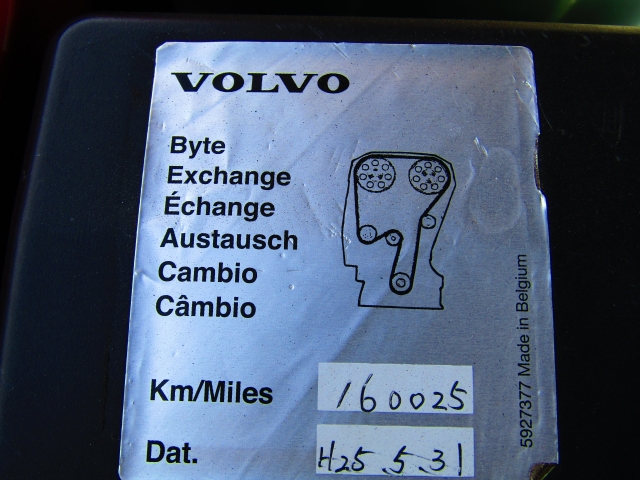 VOLVO
Byte
Exchange
Échange
Austausch
Cambio
Câmbio
Km/Miles 160025
Dat. H25.5.31
5927377 Made in Belgium